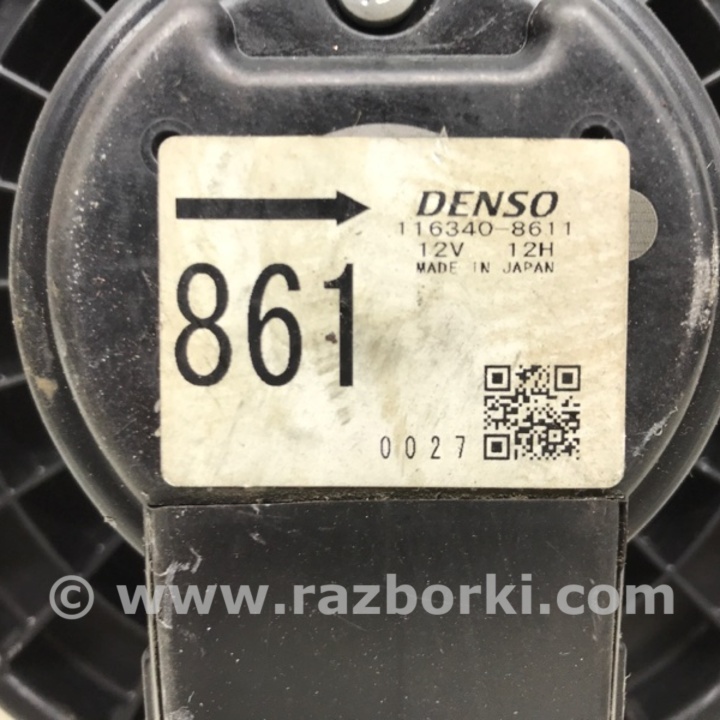 DENSO
116340-8611
12V 12H
MADE IN JAPAN
861
0027
© www.razborki.com